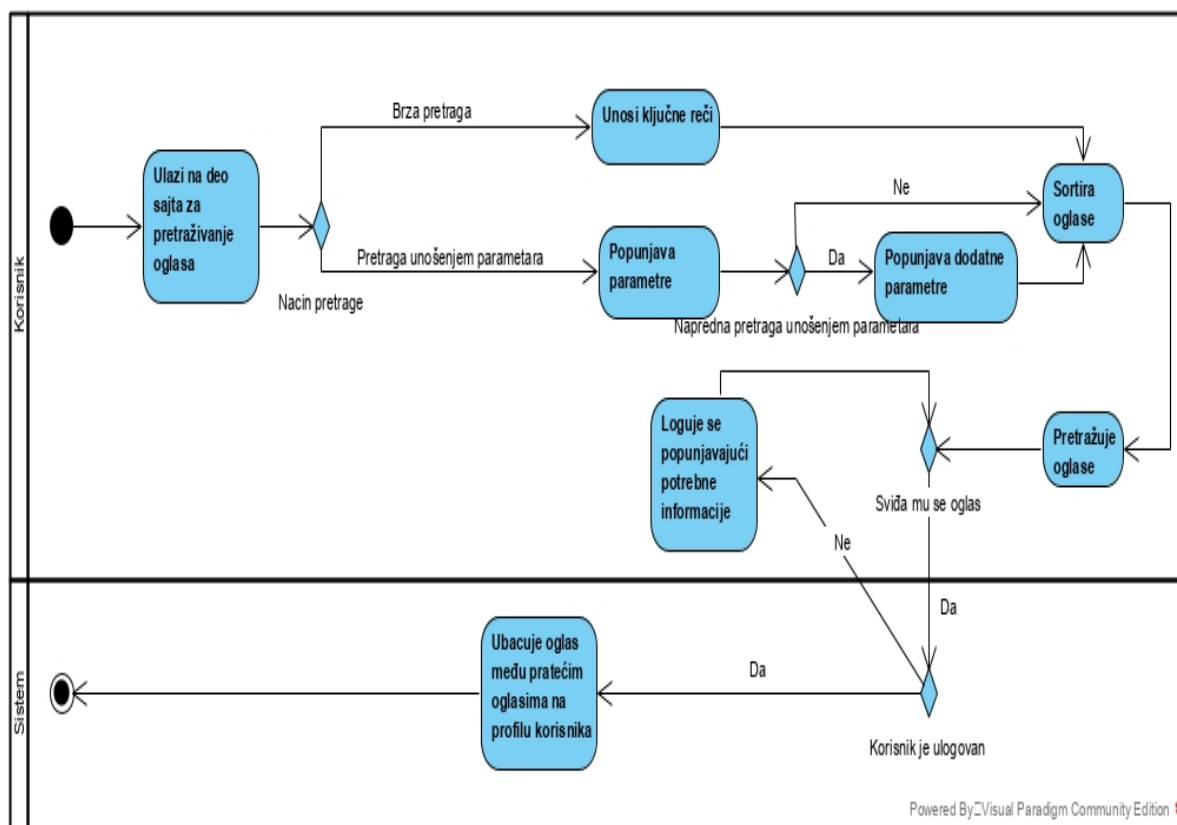 Korisnik
Brza pretraga
Unosi ključne reči
Ulazi na deo
sajta za
pretraživanje
oglasa
Ne
Sortira
oglase
Pretraga unošenjem parametara
Popunjava
parametre
Da
Popunjava dodatne
parametre
Nacin pretrage
Napredna pretraga unošenjem parametara
Loguje se
popunjavajući
potrebne
informacije
Pretražuje
oglase
Sviđa mu se oglas
Ne
Da
Sistem
Ubacuje oglas
među pratećim
oglasima na
profilu korisnika
Da
Korisnik je ulogovan
Powered By Visual Paradigm Community Edition